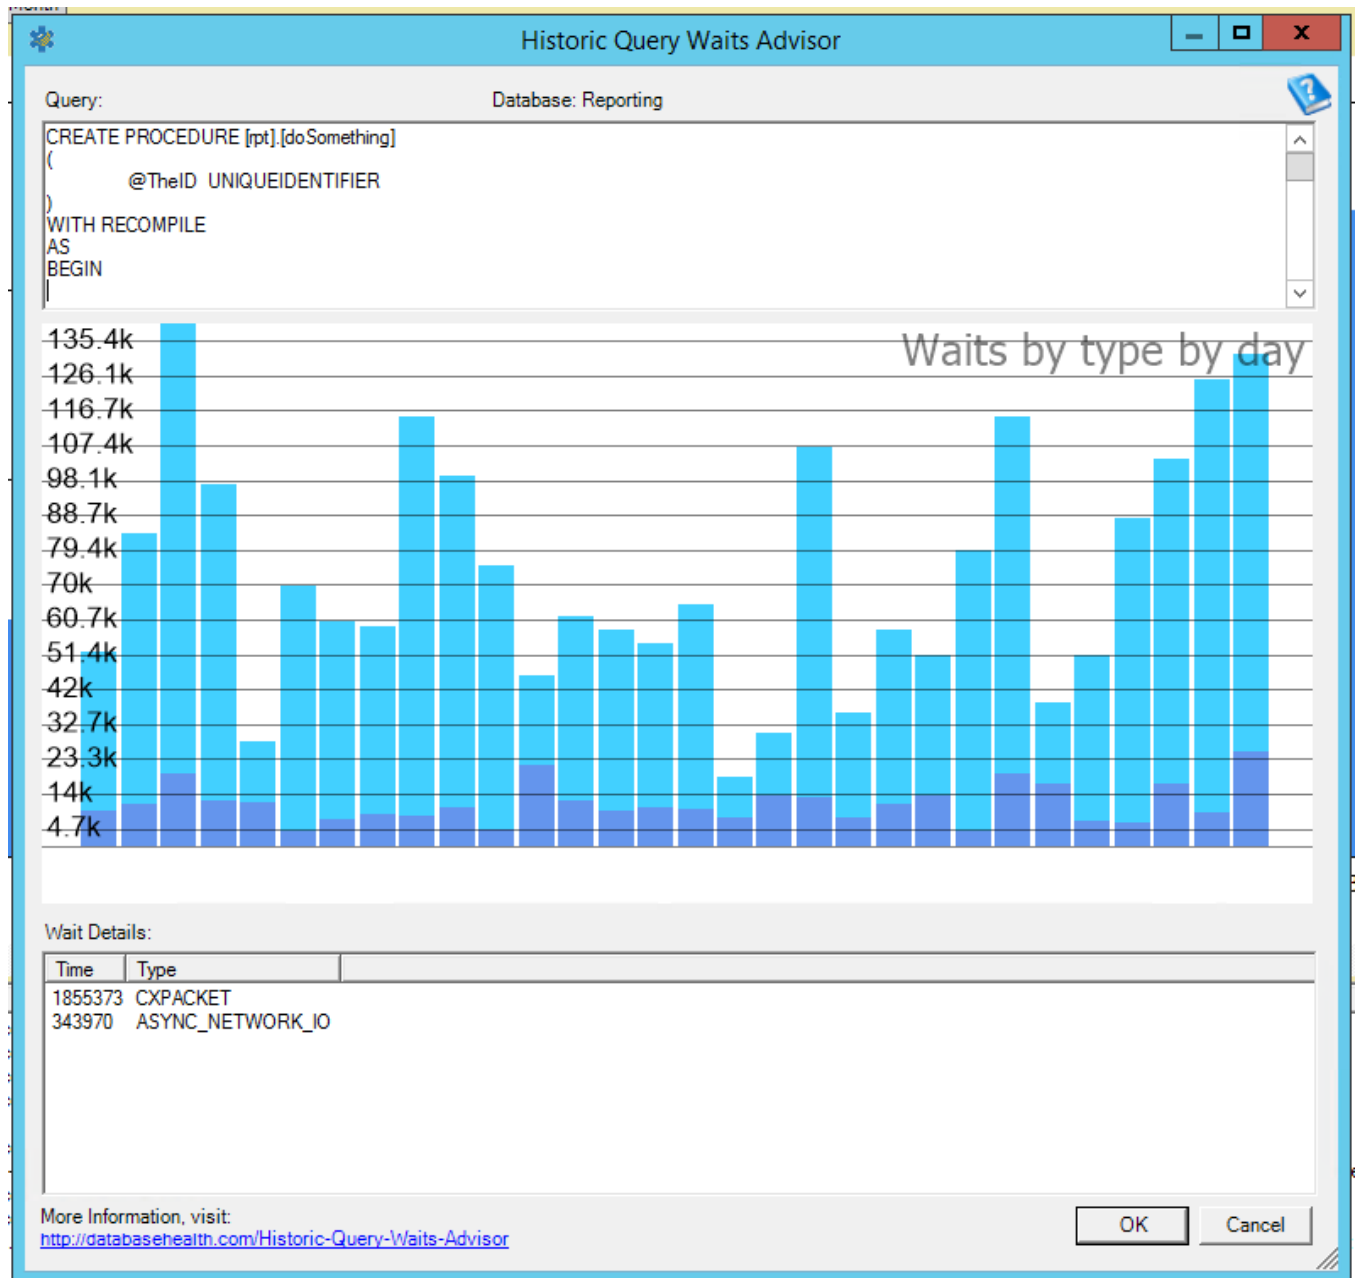 Historic Query Waits Advisor
Query:
Database: Reporting
CREATE PROCEDURE [rpt].[doSomething]
(
@TheID UNIQUEIDENTIFIER
)
WITH RECOMPILE
AS
BEGIN
Waits by type by day
135.4k
126.1k
116.7k
107.4k
98.1k
88.7k
79.4k
70k
60.7k
51.4k
42k
32.7k
23.3k
14k
4.7k
Wait Details:
Time Type
1855373 CXPACKET
343970 ASYNC_NETWORK_IO
More Information, visit:
http://databasehealth.com/Historic-Query-Waits-Advisor
OK
Cancel